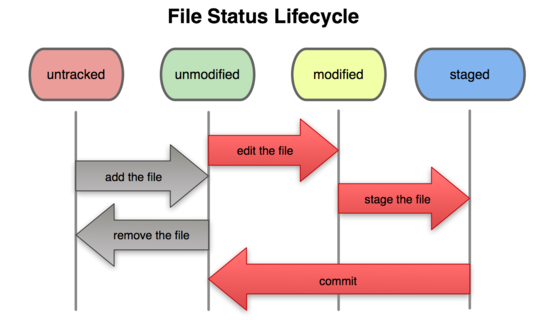 File Status Lifecycle
untracked
unmodified
modified
staged
edit the file
add the file
stage the file
remove the file
commit